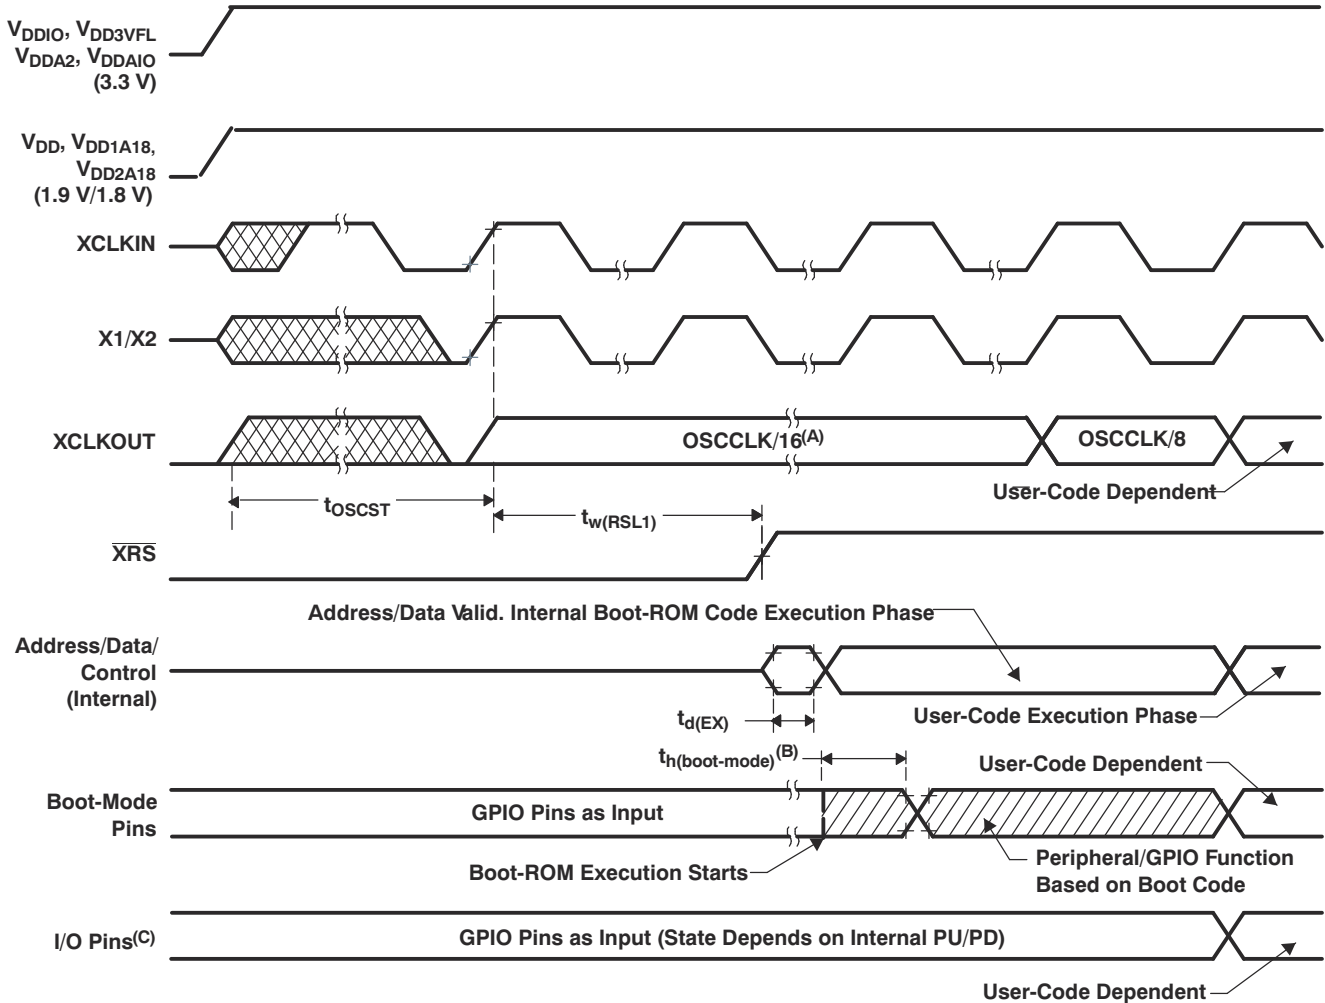 VDDIO, VDD3VFL
VDDA2, VDDAIO
(3.3 V)
VDD, VDD1A18,
VDD2A18
(1.9 V/1.8 V)
XCLKIN
X1/X2
XCLKOUT
OSCCLK/16(A)
OSCCLK/8
User-Code Dependent
tOSCST
tw(RSL1)
XRS
Address/Data Valid. Internal Boot-ROM Code Execution Phase
Address/Data/
Control
(Internal)
td(EX)
User-Code Execution Phase
th(boot-mode)(B)
User-Code Dependent
Boot-Mode
Pins
GPIO Pins as Input
Boot-ROM Execution Starts
Peripheral/GPIO Function
Based on Boot Code
I/O Pins(C)
GPIO Pins as Input (State Depends on Internal PU/PD)
User-Code Dependent